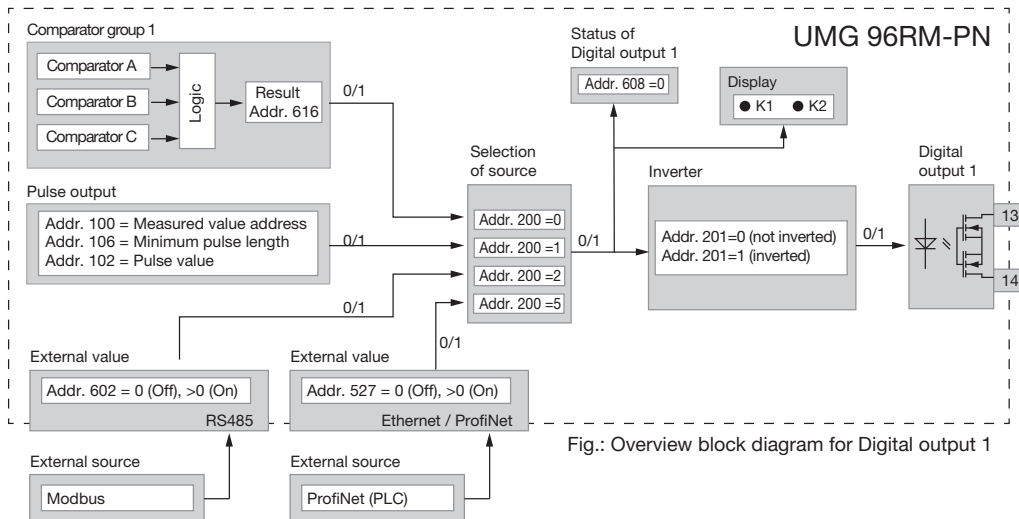 UMG 96RM-PN
Comparator group 1
Comparator A
Comparator B
Comparator C
Logic
Result
Addr. 616
0/1
Status of
Digital output 1
Addr. 608 =0
Display
K1 K2
Pulse output
Addr. 100 = Measured value address
Addr. 106 = Minimum pulse length
Addr. 102 = Pulse value
0/1
Selection
of source
Addr. 200 =0
Addr. 200 =1
Addr. 200 =2
Addr. 200 =5
0/1
Inverter
Addr. 201=0 (not inverted)
Addr. 201=1 (inverted)
0/1
Digital
output 1
13
14
0/1
0/1
External value
Addr. 602 = 0 (Off), >0 (On)
RS485
External value
Addr. 527 = 0 (Off), >0 (On)
Ethernet / ProfiNet
External source
Modbus
External source
ProfiNet (PLC)
Fig.: Overview block diagram for Digital output 1